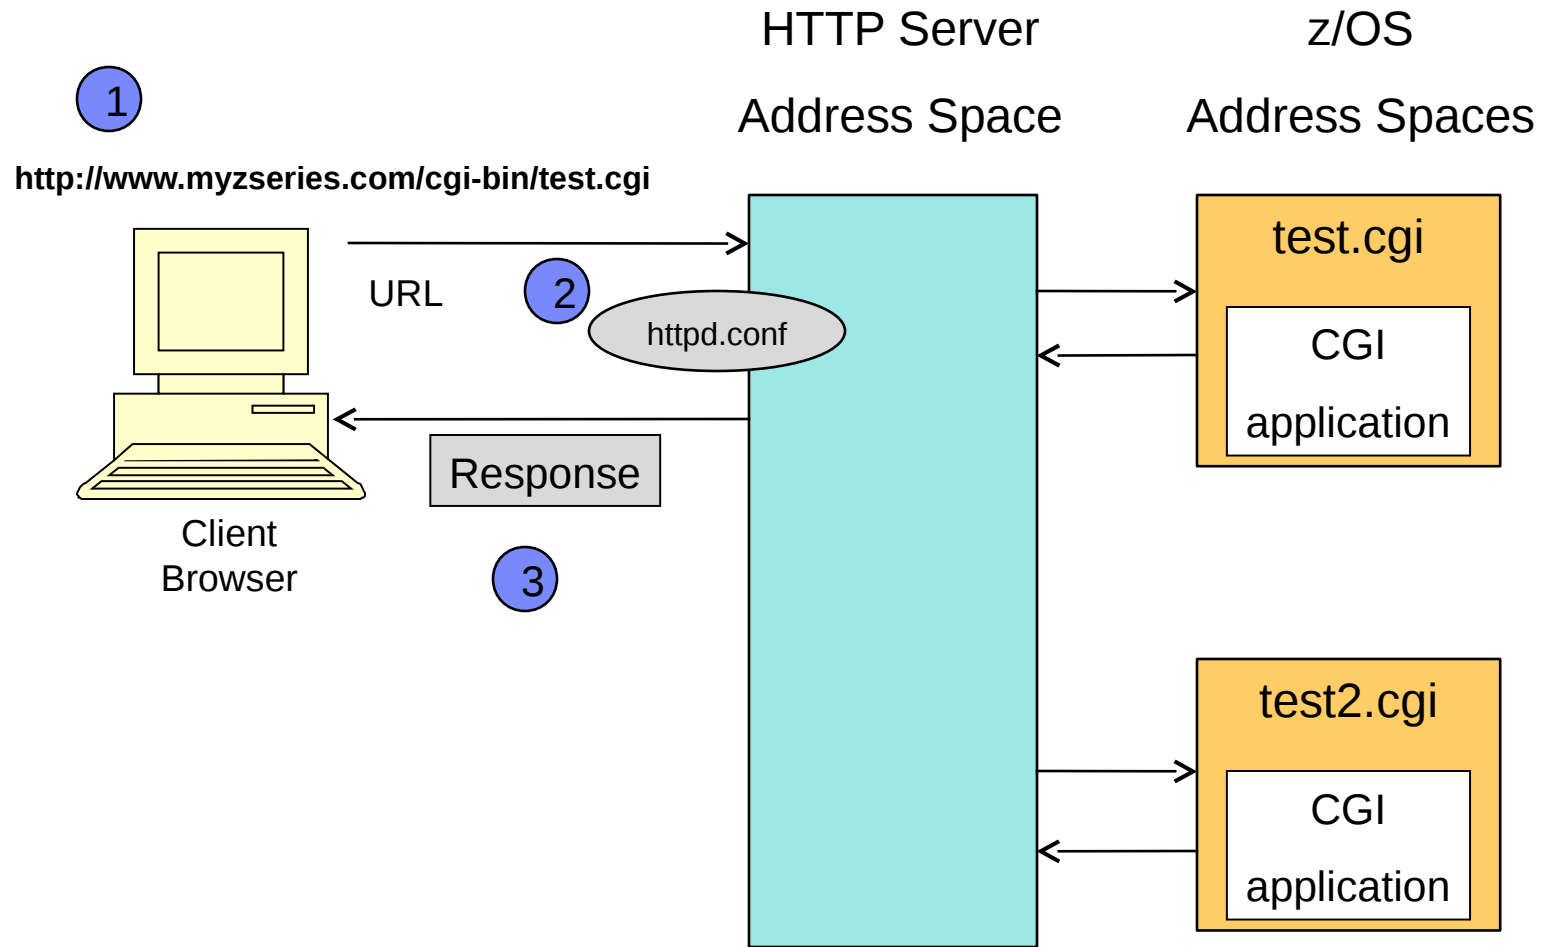 HTTP Server
Address Space
z/OS
Address Spaces
1
http://www.myzseries.com/cgi-bin/test.cgi
URL
2
httpd.conf
Response
3
Client
Browser
test.cgi
CGI
application
test2.cgi
CGI
application